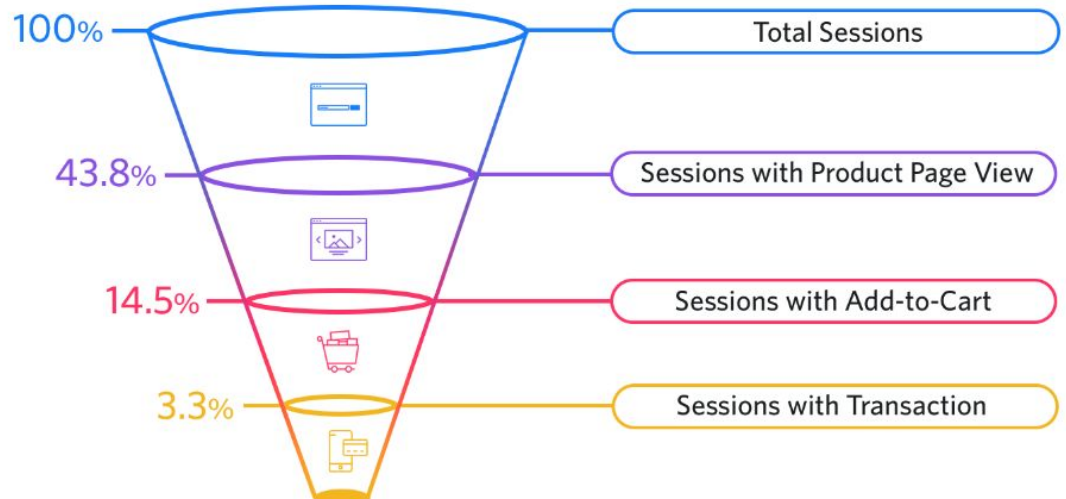 100% Total Sessions
43.8% Sessions with Product Page View
14.5% Sessions with Add-to-Cart
3.3% Sessions with Transaction